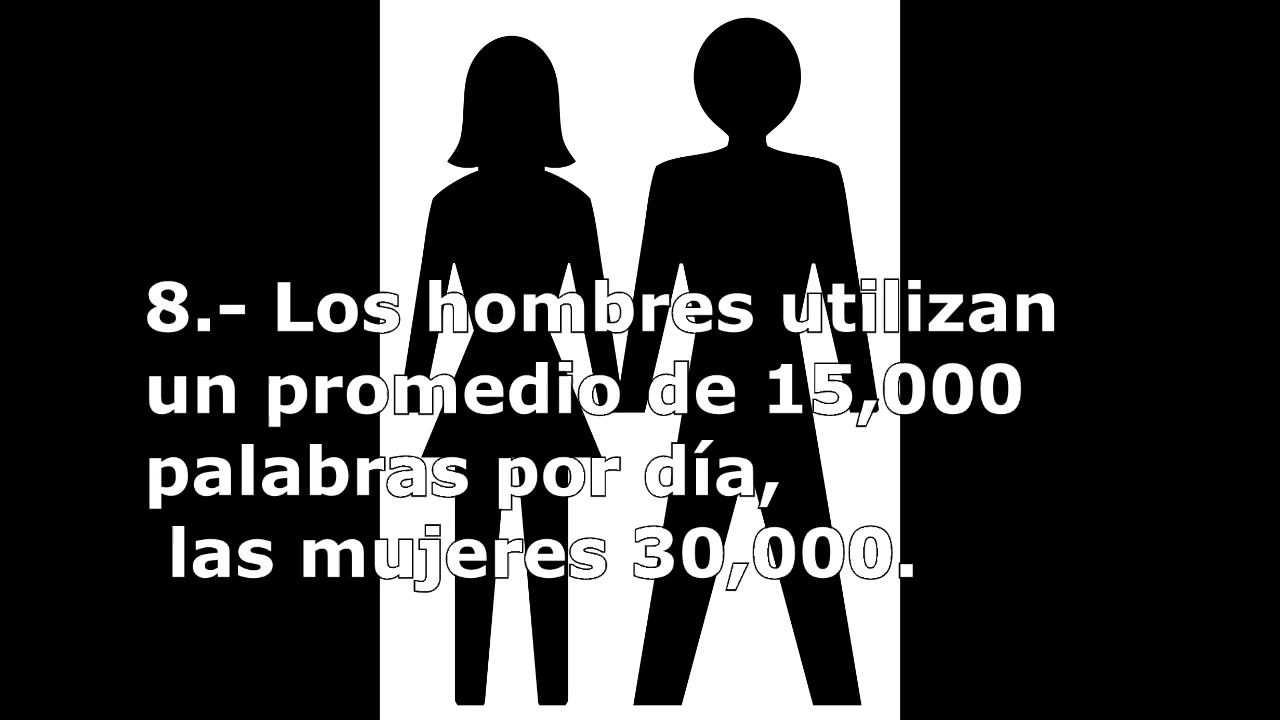 8.- Los hombres utilizan
un promedio de 15,000
palabras por día,
las mujeres 30,000.